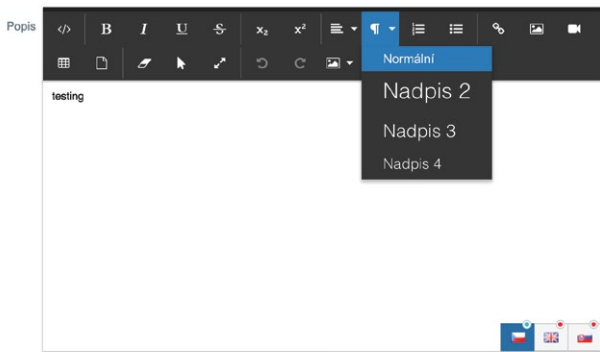 Popis
</> B I U S x₂ x²
Normální
Nadpis 2
Nadpis 3
Nadpis 4
testing